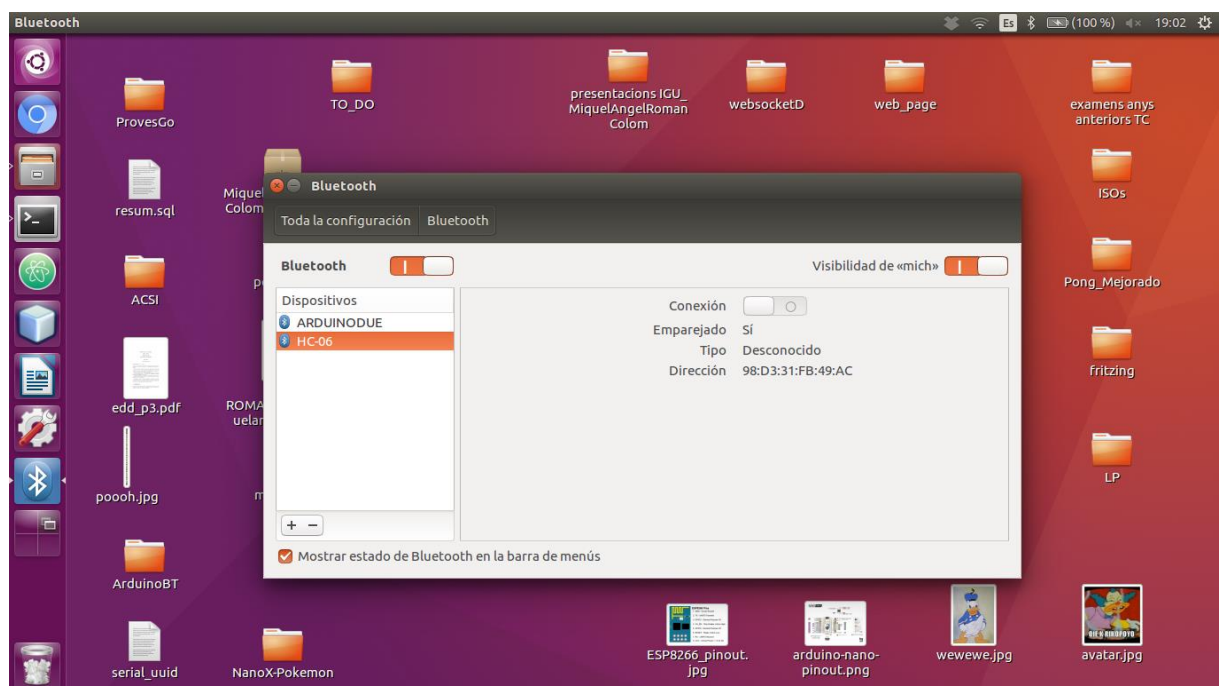 Bluetooth
Es
(100 %)
19:02
ProvesGo
TO_DO
presentacions IGU_
MiquelAngelRoman
Colom
websocketD
web_page
examens anys
anteriors TC
resum.sql
Miquel
Colom
ISOs
Bluetooth
Toda la configuración
Bluetooth
Bluetooth
Visibilidad de «mich»
Dispositivos
ARDUINODUE
HC-06
Conexión
Emparejado Sí
Tipo Desconocido
Dirección 98:D3:31:FB:49:AC
Mostrar estado de Bluetooth en la barra de menús
ACSI
Pong_Mejorado
edd_p3.pdf
ROMA
uelar
fritzing
poooh.jpg
LP
ArduinoBT
serial_uuid
NanoX-Pokemon
ESP8266_pinout.
jpg
arduino-nano-
pinout.png
wewewe.jpg
avatar.jpg